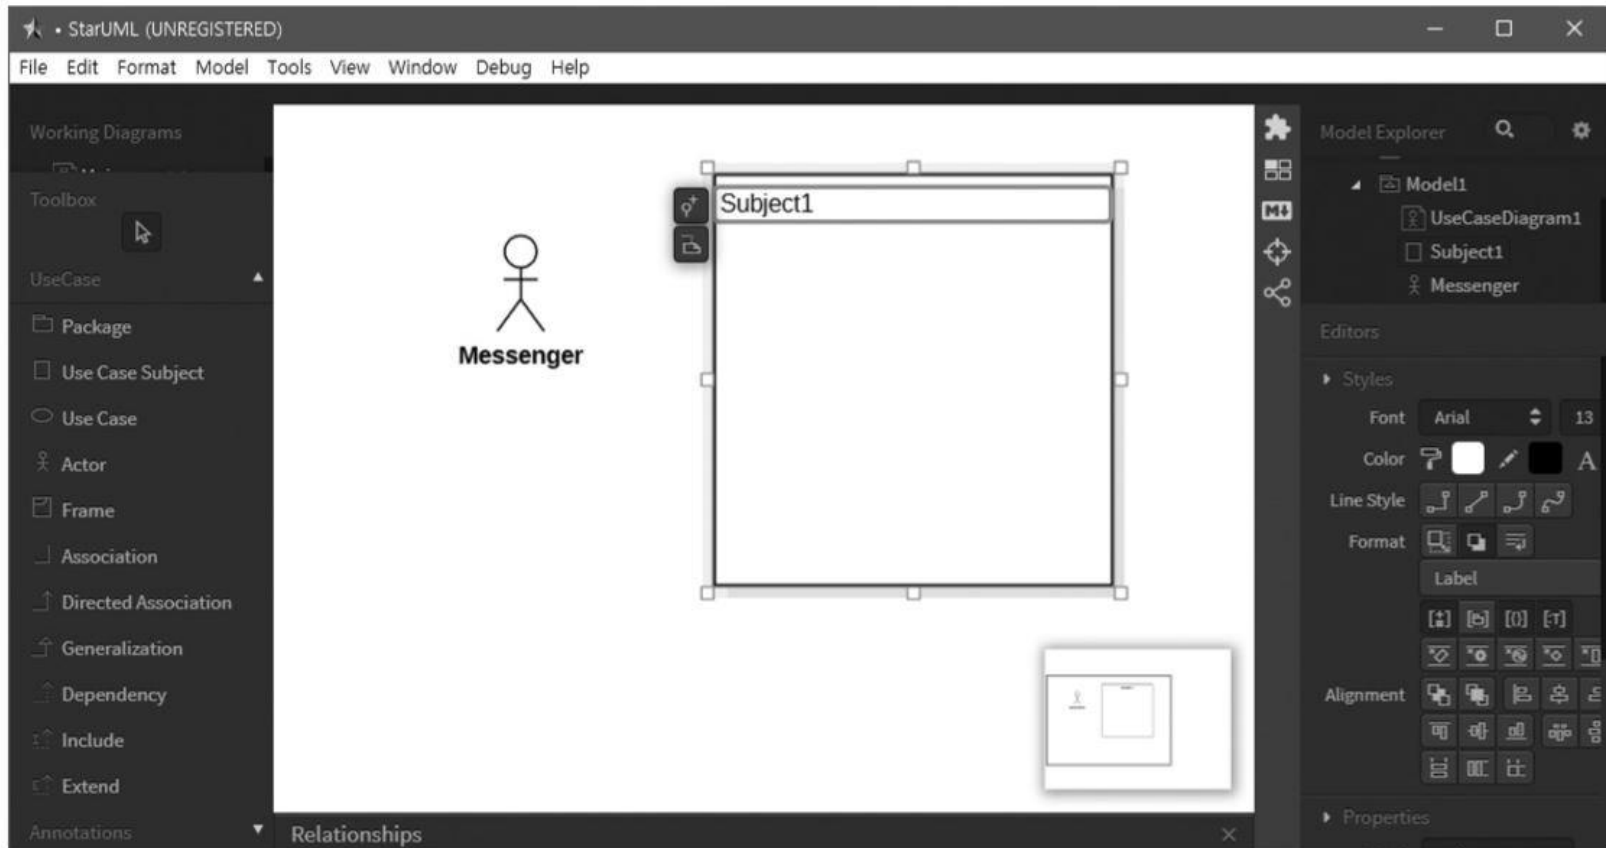 • StarUML (UNREGISTERED)
File Edit Format Model Tools View Window Debug Help
Working Diagrams
Toolbox
UseCase
Package
Use Case Subject
Use Case
Actor
Frame
Association
Directed Association
Generalization
Dependency
Include
Extend
Annotations
Messenger
Subject1
Relationships
Model Explorer
Model1
UseCaseDiagram1
Subject1
Messenger
Editors
Styles
Font Arial 13
Color A
Line Style
Format
Label
Alignment
Properties